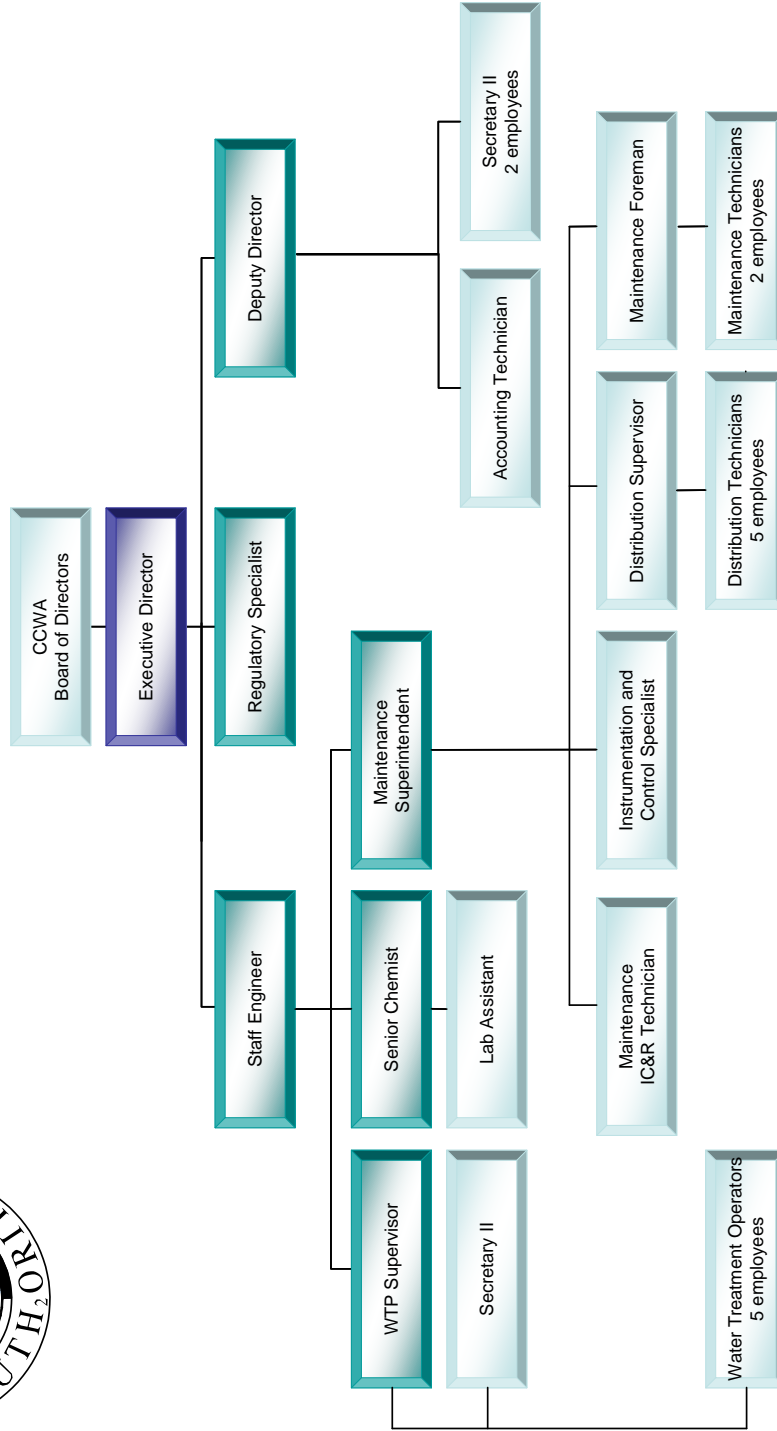 CCWA
Board of Directors
Executive Director
Staff Engineer
Regulatory Specialist
Deputy Director
WTP Supervisor
Senior Chemist
Maintenance
Superintendent
Secretary II
Lab Assistant
Accounting Technician
Secretary II
2 employees
Maintenance
IC&R Technician
Instrumentation and
Control Specialist
Distribution Supervisor
Maintenance Foreman
Water Treatment Operators
5 employees
Distribution Technicians
5 employees
Maintenance Technicians
2 employees